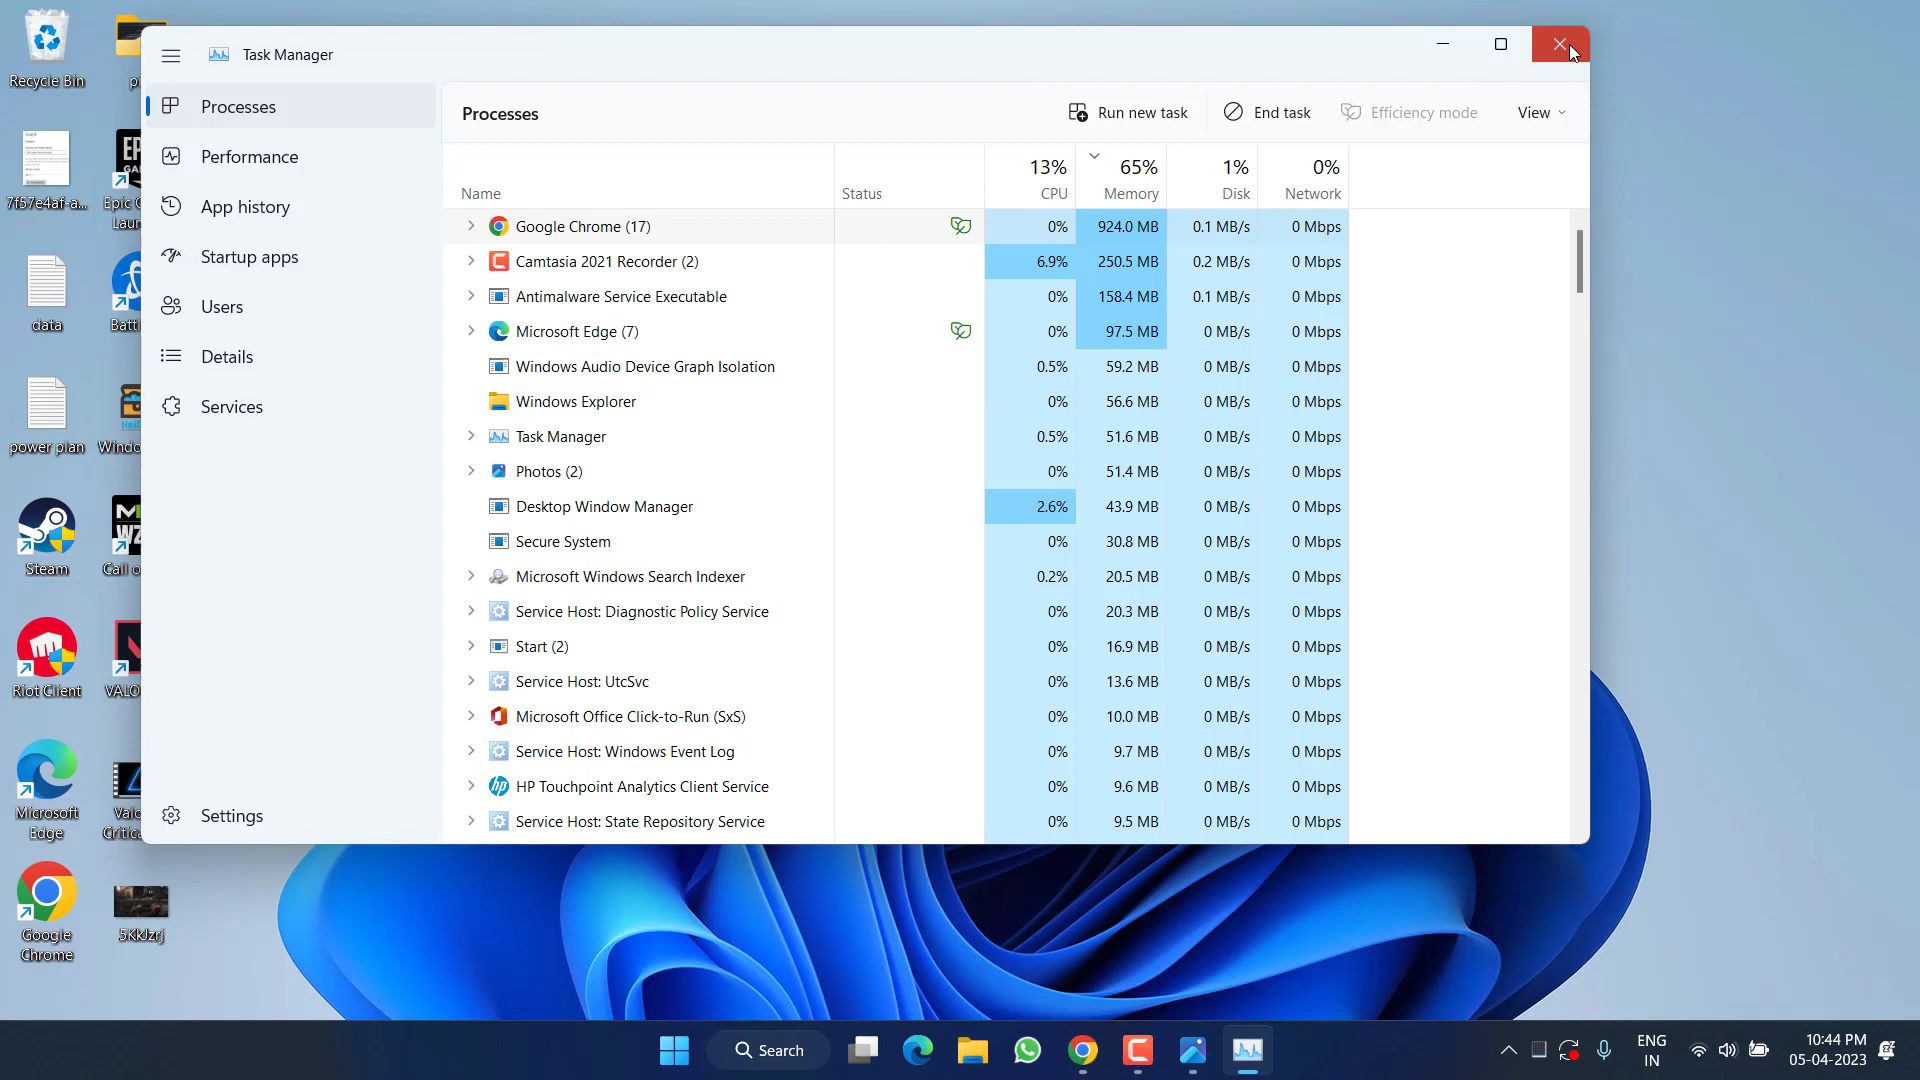 Recycle Bin
7f57e4af-a...
Epic G
Laun
data
Battl
power plan
Windo
Steam
Call o
Riot Client
VALO
Microsoft
Edge
Valo
Critica
Google
Chrome
5KkJzrj
Task Manager
Processes
Performance
App history
Startup apps
Users
Details
Services
Settings
Processes
Run new task
End task
Efficiency mode
View
Name Status 13% CPU 65% Memory 1% Disk 0% Network
Google Chrome (17) 0% 924.0 MB 0.1 MB/s 0 Mbps
Camtasia 2021 Recorder (2) 6.9% 250.5 MB 0.2 MB/s 0 Mbps
Antimalware Service Executable 0% 158.4 MB 0.1 MB/s 0 Mbps
Microsoft Edge (7) 0% 97.5 MB 0 MB/s 0 Mbps
Windows Audio Device Graph Isolation 0.5% 59.2 MB 0 MB/s 0 Mbps
Windows Explorer 0% 56.6 MB 0 MB/s 0 Mbps
Task Manager 0.5% 51.6 MB 0 MB/s 0 Mbps
Photos (2) 0% 51.4 MB 0 MB/s 0 Mbps
Desktop Window Manager 2.6% 43.9 MB 0 MB/s 0 Mbps
Secure System 0% 30.8 MB 0 MB/s 0 Mbps
Microsoft Windows Search Indexer 0.2% 20.5 MB 0 MB/s 0 Mbps
Service Host: Diagnostic Policy Service 0% 20.3 MB 0 MB/s 0 Mbps
Start (2) 0% 16.9 MB 0 MB/s 0 Mbps
Service Host: UtcSvc 0% 13.6 MB 0 MB/s 0 Mbps
Microsoft Office Click-to-Run (SxS) 0% 10.0 MB 0 MB/s 0 Mbps
Service Host: Windows Event Log 0% 9.7 MB 0 MB/s 0 Mbps
HP Touchpoint Analytics Client Service 0% 9.6 MB 0 MB/s 0 Mbps
Service Host: State Repository Service 0% 9.5 MB 0 MB/s 0 Mbps
Search
ENG
IN
10:44 PM
05-04-2023